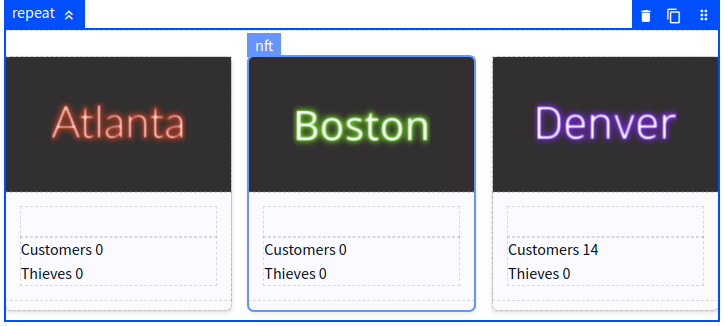 repeat
nft
Atlanta
Boston
Denver
Customers 0
Thieves 0
Customers 0
Thieves 0
Customers 14
Thieves 0